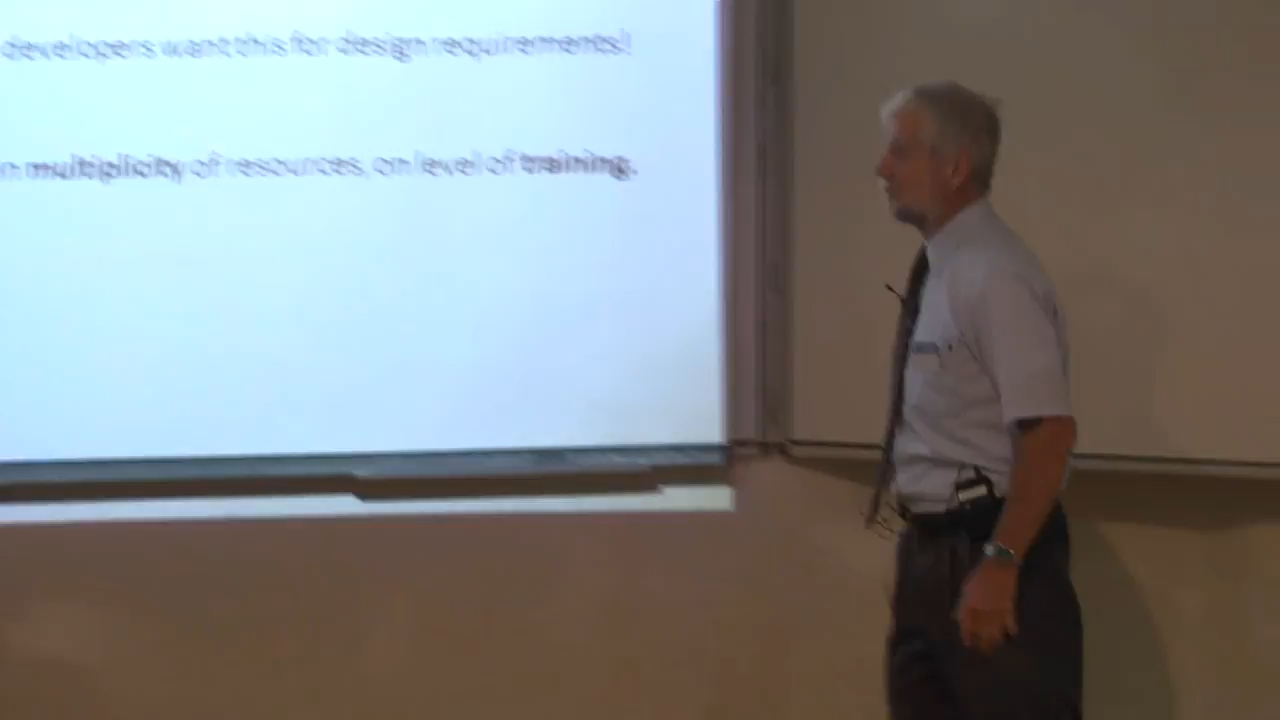 developers want this for design requirements!
n multiplicity of resources, on level of training.